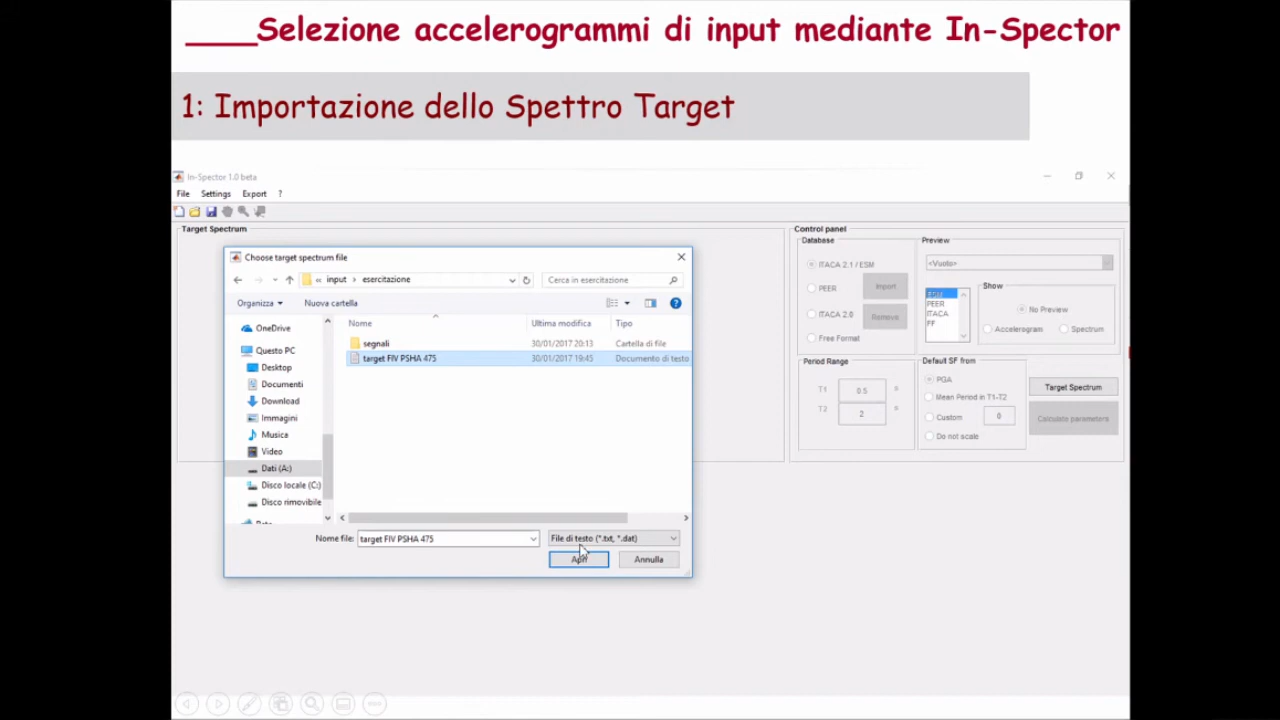 ____Selezione accelerogrammi di input mediante In-Spector
1: Importazione dello Spettro Target
In-Spector 1.0 beta
File Settings Export ?
Target Spectrum
Choose target spectrum file
« input › esercitazione
Cerca in esercitazione
Organizza Nuova cartella
Nome Ultima modifica Tipo
segnali 30/01/2017 20:13 Cartella di file
target FIV PSHA 475 30/01/2017 19:45 Documento di testo
OneDrive
Questo PC
Desktop
Documenti
Download
Immagini
Musica
Video
Dati (A:)
Disco locale (C:)
Disco rimovibile
Nome file: target FIV PSHA 475 File di testo (*.txt, *.dat)
Apri Annulla
Control panel
Database
ITACA 2.1 / ESM
PEER
ITACA 2.0
Free Format
Import
Remove
Preview
<Vuoto>
ESM
PEER
ITACA
FF
Show
No Preview
Accelerogram Spectrum
Period Range
T1 0.5 s
T2 2 s
Default SF from
PGA
Mean Period in T1-T2
Custom 0
Do not scale
Target Spectrum
Calculate parameters